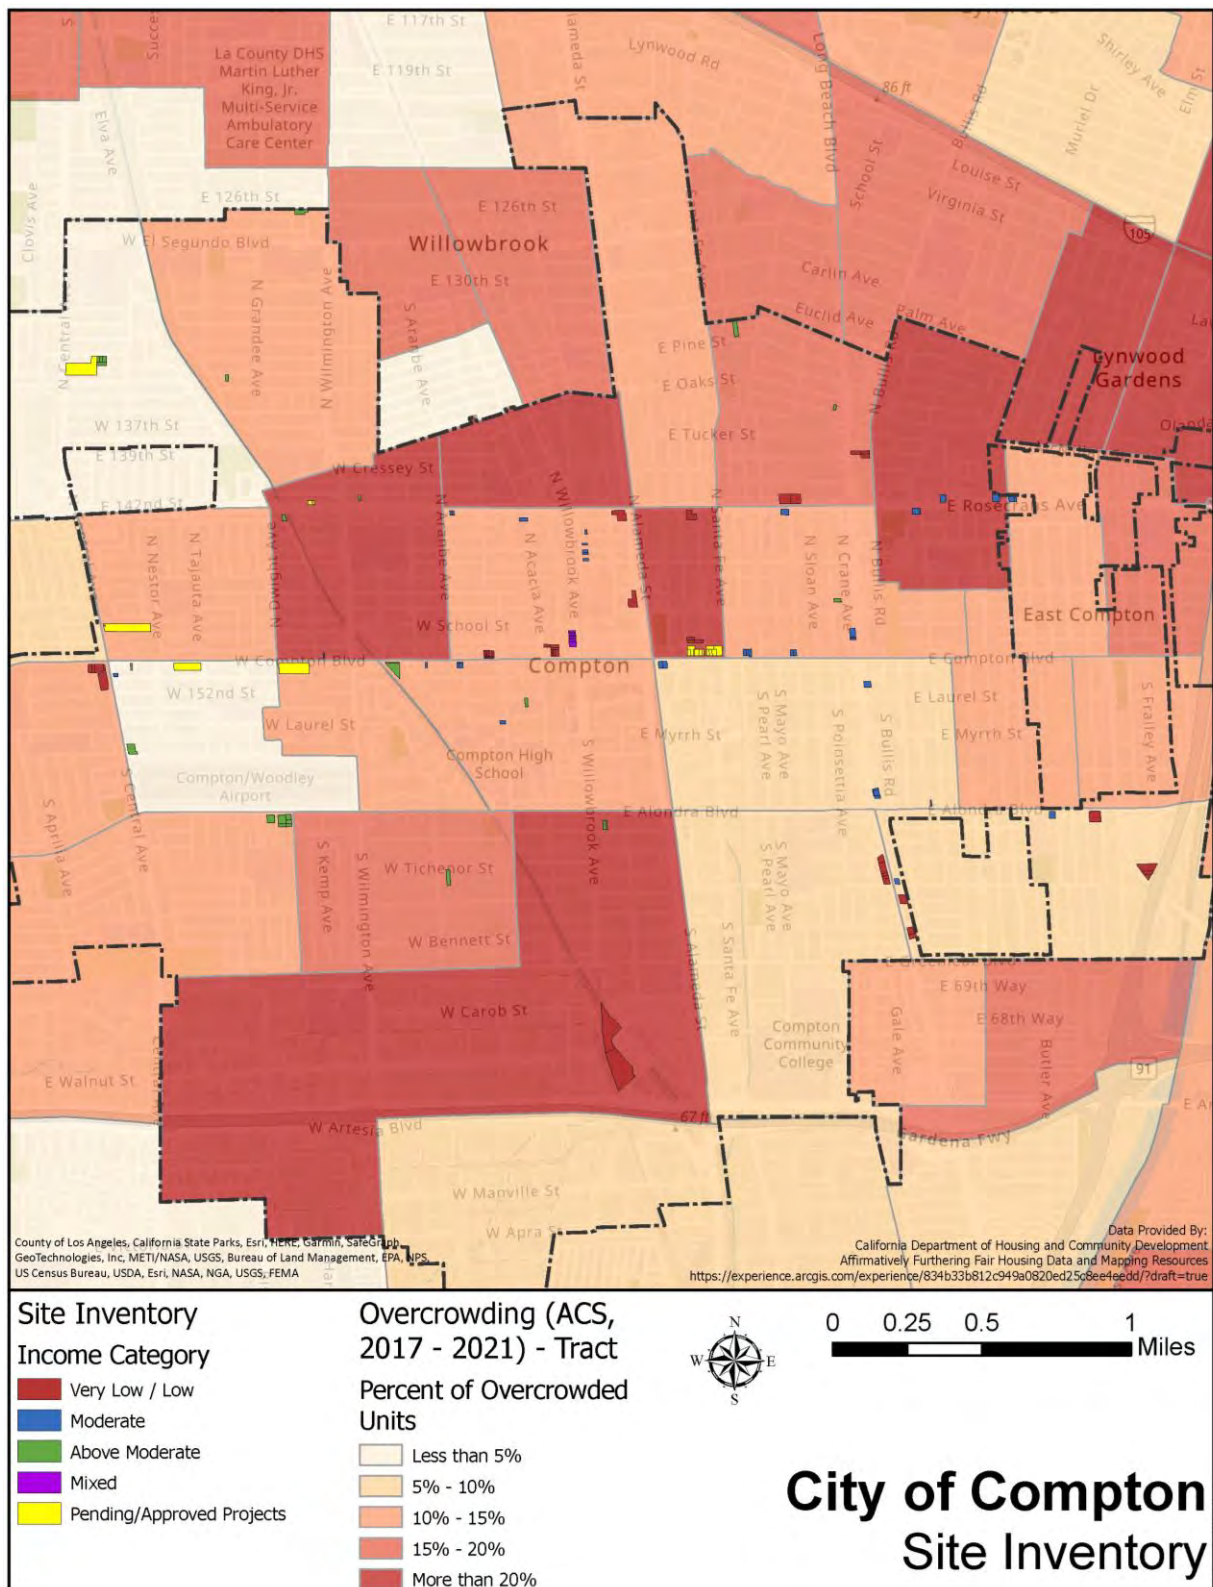 E 117th St
Lynwood Rd
Shirley Ave
Elm St
La County DHS
Martin Luther
King, Jr.
Multi-Service
Ambulatory
Care Center
E 119th St
Long Beach Blvd
86 ft
Bullis Rd
Muriel Dr
Elva Ave
School St
Louise St
Virginia St
105
Clovis Ave
E 126th St
E 126th St
W El Segundo Blvd
Willowbrook
E 130th St
Carlin Ave
N Central Ave
N Grandee Ave
N Wilmington Ave
S Aranbe Ave
Euclid Ave
Palm Ave
E Pine St
E Oaks St
N Bullis Rd
Lynwood
Gardens
W 137th St
E 139th St
E Tucker St
W Cressey St
E 142nd St
N Willowbrook Ave
N Alameda St
N Santa Fe Ave
E Rosecrans Ave
N Nestor Ave
N Tajauta Ave
N Dwight Ave
N Aranbe Ave
N Acacia Ave
N Sloan Ave
N Crane Ave
N Bullis Rd
W School St
East Compton
W Compton Blvd
Compton
E Compton Blvd
W 152nd St
W Laurel St
E Laurel St
E Myrrh St
E Myrrh St
S Mayo Ave
S Pearl Ave
S Poinsettia Ave
S Bullis Rd
S Fralley Ave
Compton High
School
S Willowbrook Ave
Compton/Woodley
Airport
S Central Ave
E Alondra Blvd
E Alondra Blvd
S Aprilla Ave
S Kemp Ave
S Wilmington Ave
W Tichenor St
S Mayo Ave
S Pearl Ave
W Bennett St
S Alameda St
S Santa Fe Ave
E Greenleaf Blvd
E 69th Way
E 68th Way
W Carob St
Compton
Community
College
Gale Ave
Butler Ave
E Walnut St
91
67 ft
W Artesia Blvd
Gardena Fwy
W Manville St
W Apra St
County of Los Angeles, California State Parks, Esri, HERE, Garmin, SafeGraph,
GeoTechnologies, Inc, METI/NASA, USGS, Bureau of Land Management, EPA, NPS,
US Census Bureau, USDA, Esri, NASA, NGA, USGS, FEMA
Data Provided By:
California Department of Housing and Community Development
Affirmatively Furthering Fair Housing Data and Mapping Resources
https://experience.arcgis.com/experience/834b33b812c949a0820ed25c8ee4eedd/?draft=true
Site Inventory
Income Category
Very Low / Low
Moderate
Above Moderate
Mixed
Pending/Approved Projects
Overcrowding (ACS,
2017 - 2021) - Tract
Percent of Overcrowded
Units
Less than 5%
5% - 10%
10% - 15%
15% - 20%
More than 20%
N
W
E
S
0 0.25 0.5 1
Miles
City of Compton
Site Inventory